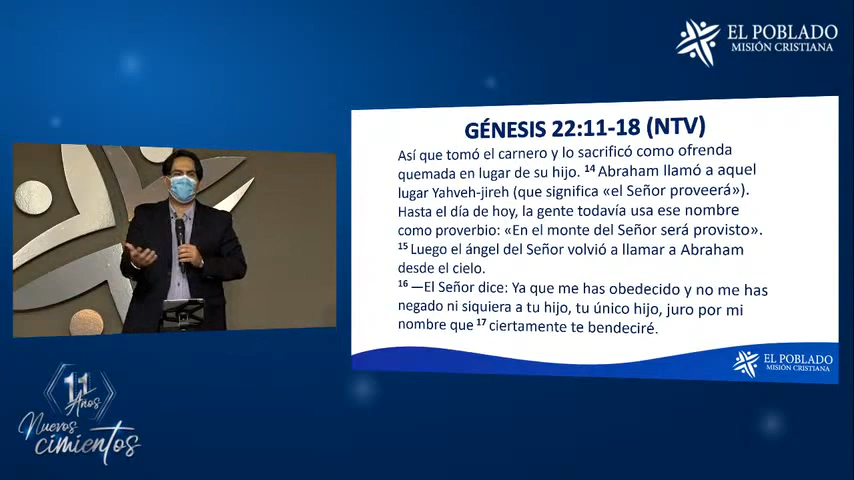 EL POBLADO
MISIÓN CRISTIANA
GÉNESIS 22:11-18 (NTV)
Así que tomó el carnero y lo sacrificó como ofrenda
quemada en lugar de su hijo. 14 Abraham llamó a aquel
lugar Yahveh-jireh (que significa «el Señor proveerá»).
Hasta el día de hoy, la gente todavía usa ese nombre
como proverbio: «En el monte del Señor será provisto».
15 Luego el ángel del Señor volvió a llamar a Abraham
desde el cielo.
16 —El Señor dice: Ya que me has obedecido y no me has
negado ni siquiera a tu hijo, tu único hijo, juro por mi
nombre que 17 ciertamente te bendeciré.
EL POBLADO
MISIÓN CRISTIANA
11
Años
Nuevos
cimientos